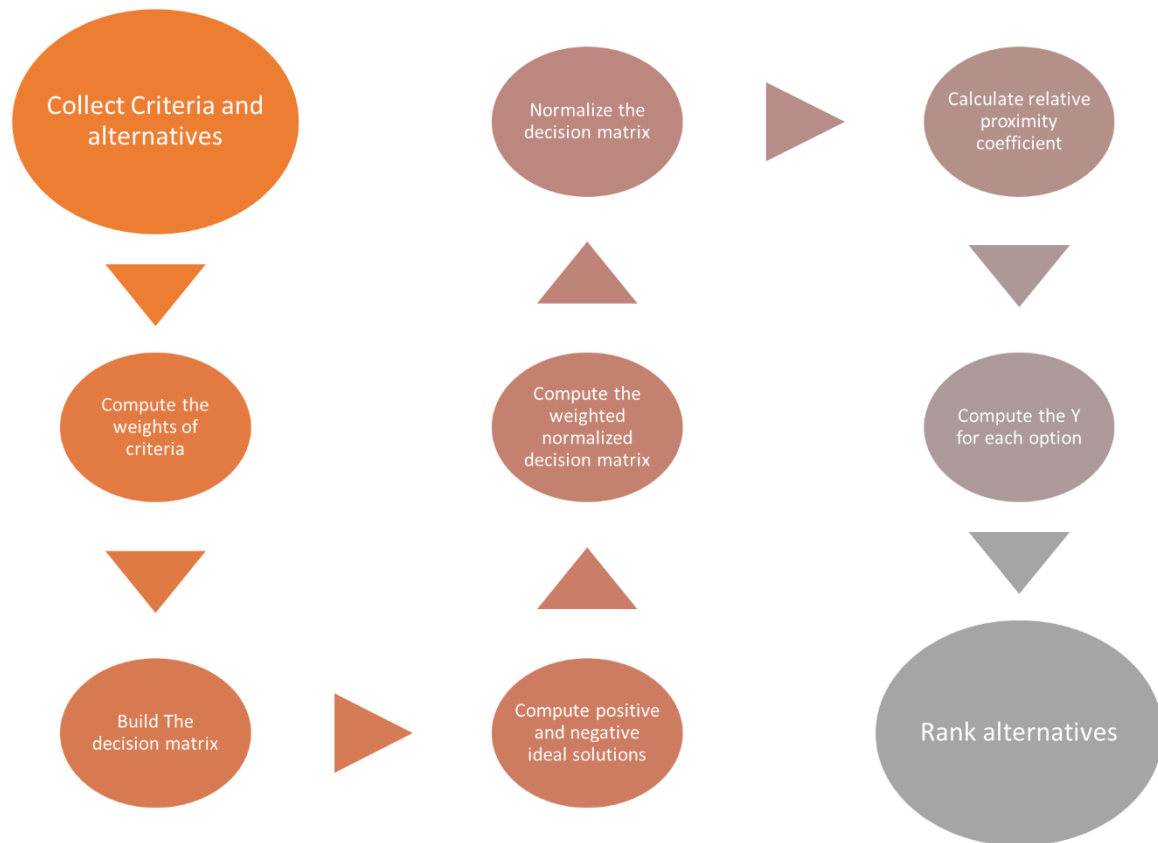 Collect Criteria and
alternatives
Compute the
weights of
criteria
Build The
decision matrix
Compute positive
and negative
ideal solutions
Compute the
weighted
normalized
decision matrix
Normalize the
decision matrix
Calculate relative
proximity
coefficient
Compute the Y
for each option
Rank alternatives